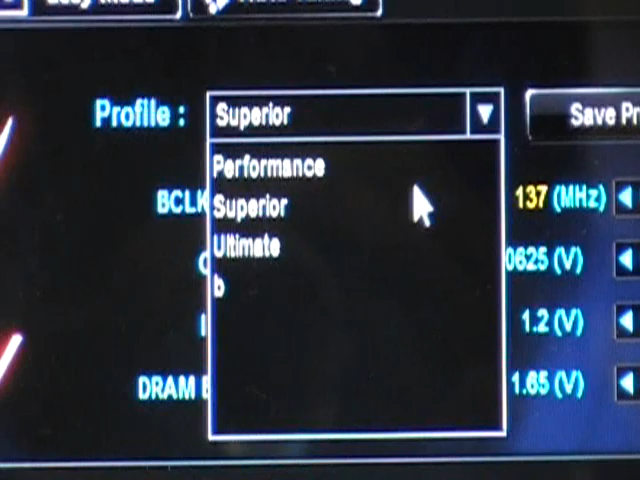 Easy Mode
Profile :
Superior
Save Pr
Performance
BCLK
Superior
137 (MHz)
Ultimate
0625 (V)
b
1.2 (V)
DRAM
1.65 (V)